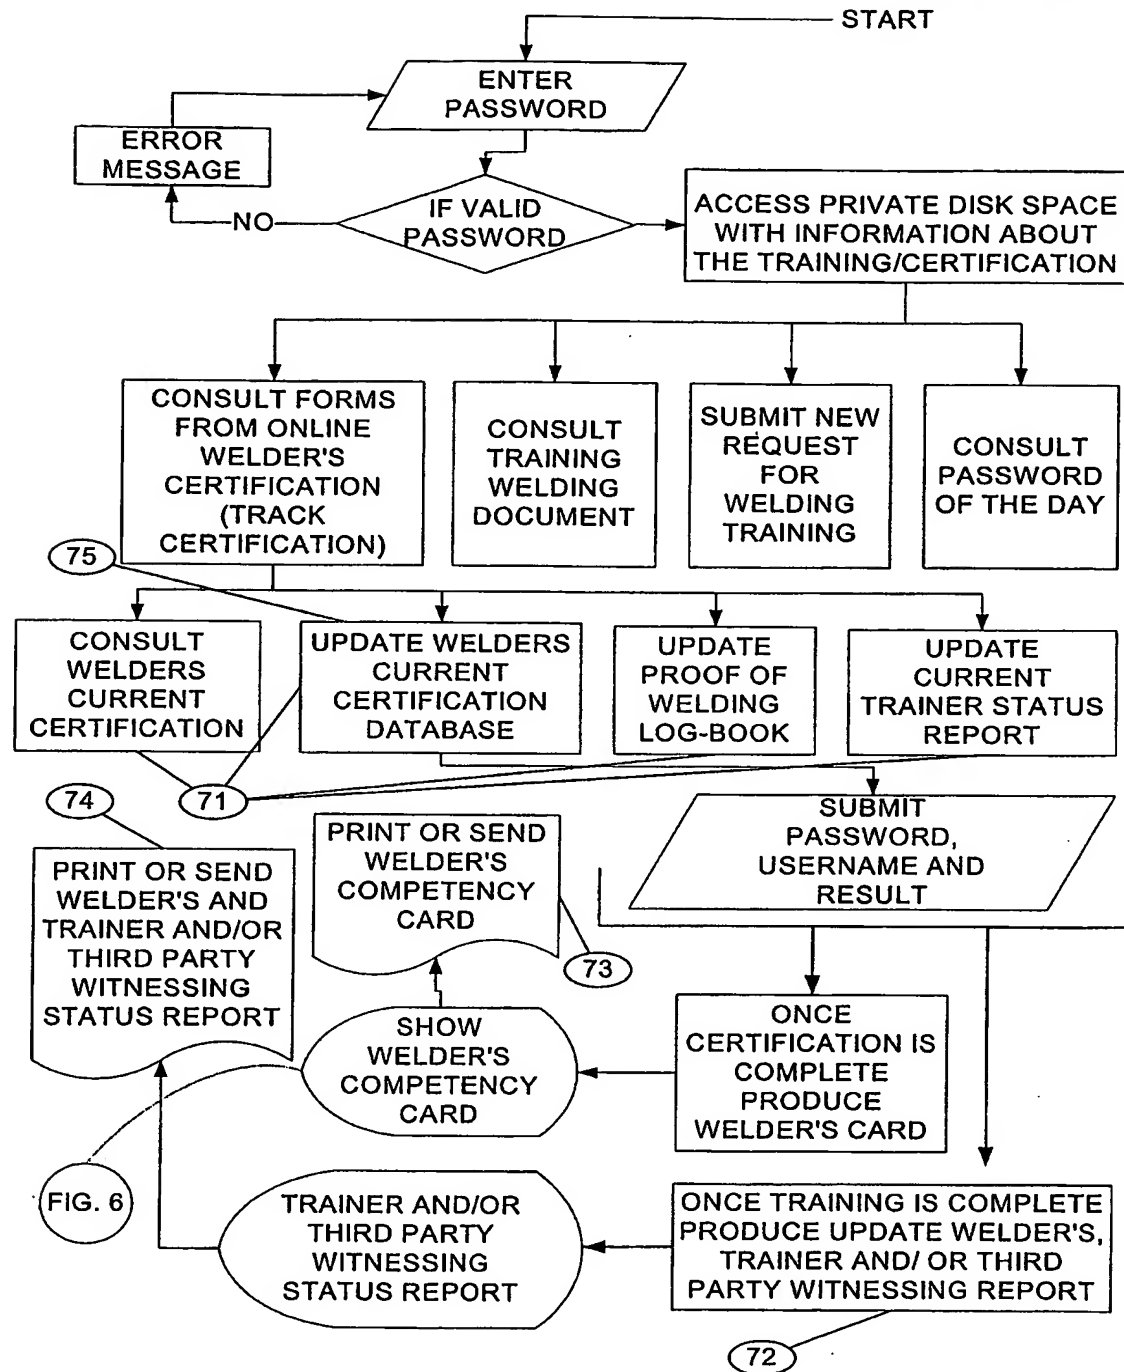 START
ENTER
PASSWORD
ERROR
MESSAGE
NO
IF VALID
PASSWORD
ACCESS PRIVATE DISK SPACE
WITH INFORMATION ABOUT
THE TRAINING/CERTIFICATION
CONSULT FORMS
FROM ONLINE
WELDER'S
CERTIFICATION
(TRACK
CERTIFICATION)
CONSULT
TRAINING
WELDING
DOCUMENT
SUBMIT NEW
REQUEST
FOR
WELDING
TRAINING
CONSULT
PASSWORD
OF THE DAY
75
CONSULT
WELDERS
CURRENT
CERTIFICATION
UPDATE WELDERS
CURRENT
CERTIFICATION
DATABASE
UPDATE
PROOF OF
WELDING
LOG-BOOK
UPDATE
CURRENT
TRAINER STATUS
REPORT
74
71
PRINT OR SEND
WELDER'S AND
TRAINER AND/OR
THIRD PARTY
WITNESSING
STATUS REPORT
PRINT OR SEND
WELDER'S
COMPETENCY
CARD
73
SUBMIT
PASSWORD,
USERNAME AND
RESULT
SHOW
WELDER'S
COMPETENCY
CARD
ONCE
CERTIFICATION IS
COMPLETE
PRODUCE
WELDER'S CARD
FIG. 6
TRAINER AND/OR
THIRD PARTY
WITNESSING
STATUS REPORT
ONCE TRAINING IS COMPLETE
PRODUCE UPDATE WELDER'S,
TRAINER AND/ OR THIRD
PARTY WITNESSING REPORT
72